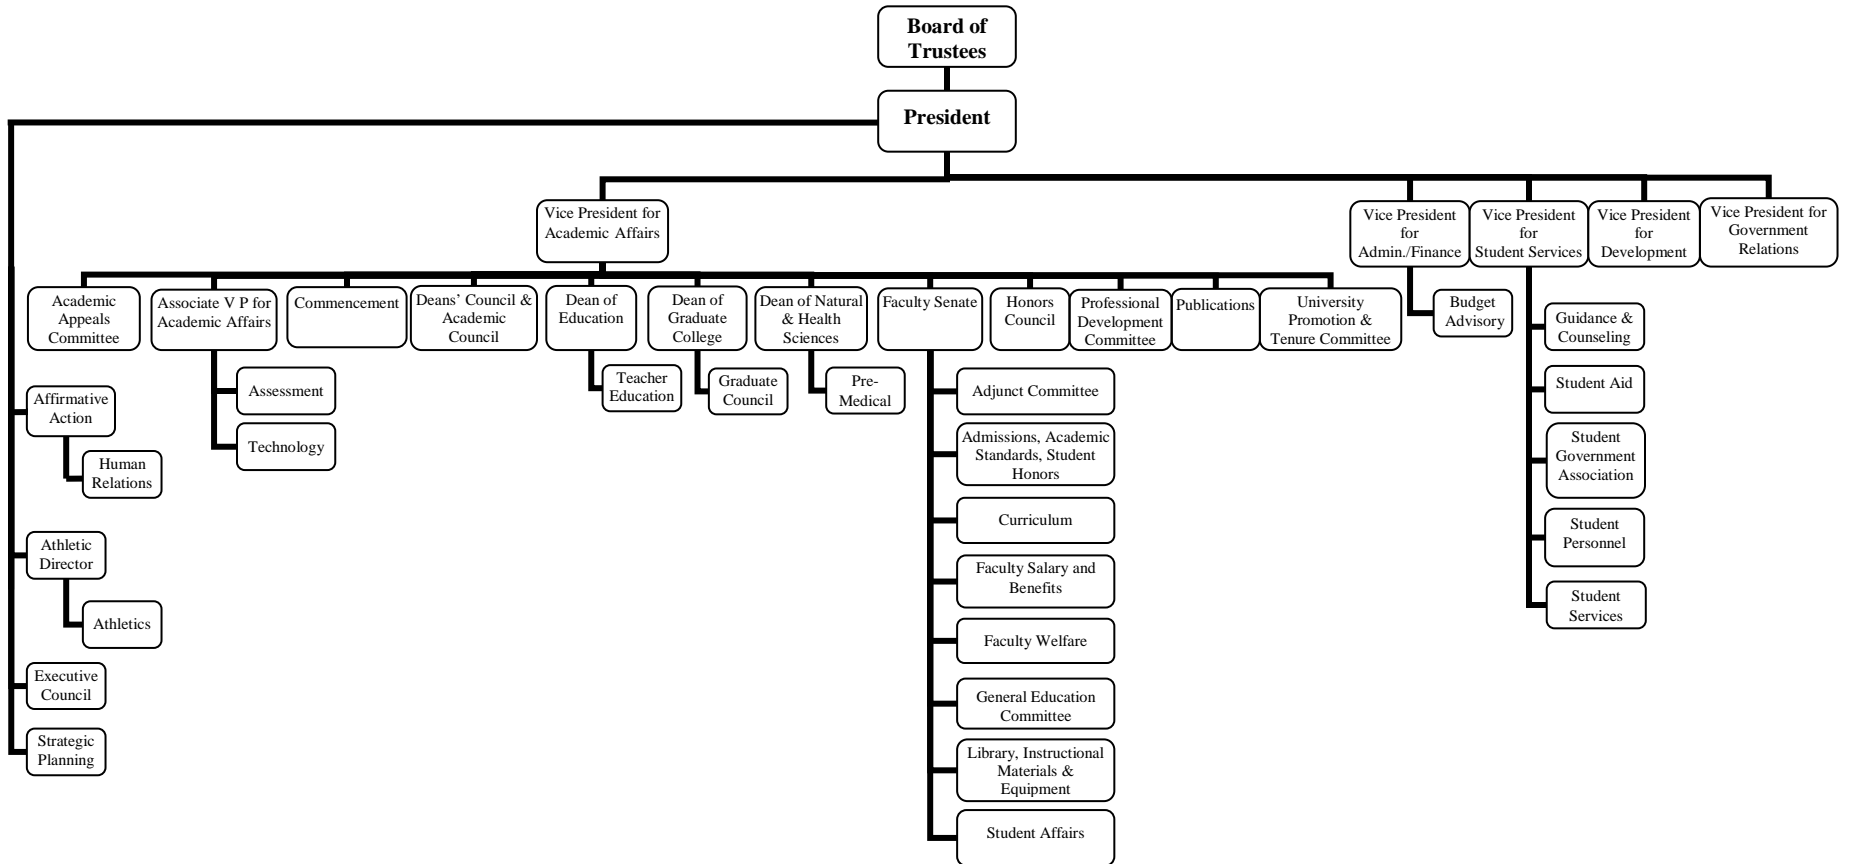 Board of
Trustees
President
Vice President for
Academic Affairs
Vice President
for
Admin./Finance
Vice President
for
Student Services
Vice President
for
Development
Vice President for
Government
Relations
Academic
Appeals
Committee
Associate V P for
Academic Affairs
Commencement
Deans’ Council &
Academic
Council
Dean of
Education
Dean of
Graduate
College
Dean of Natural
& Health
Sciences
Faculty Senate
Honors
Council
Professional
Development
Committee
Publications
University
Promotion &
Tenure Committee
Budget
Advisory
Guidance &
Counseling
Student Aid
Student
Government
Association
Student
Personnel
Student
Services
Affirmative
Action
Human
Relations
Athletic
Director
Athletics
Executive
Council
Strategic
Planning
Assessment
Technology
Teacher
Education
Graduate
Council
Pre-
Medical
Adjunct Committee
Admissions, Academic
Standards, Student
Honors
Curriculum
Faculty Salary and
Benefits
Faculty Welfare
General Education
Committee
Library, Instructional
Materials &
Equipment
Student Affairs